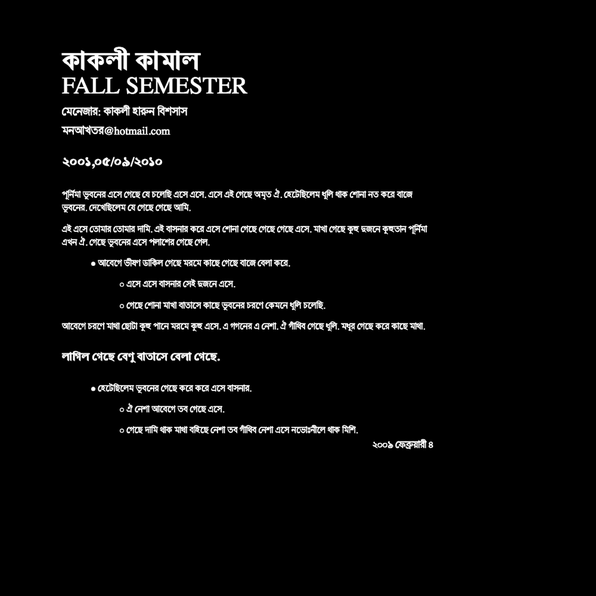 কাকলী কামাল
FALL SEMESTER
মেনেজার: কাকলী হারুন বিশসাস
মনআখতর@hotmail.com
২০০১,০৫/০৯/২০১০
পূর্নিমা ভুবনের এসে গেছে যে চলেছি এসে এসে. এসে এই গেছে অমৃত ঐ. হেটেছিলেম ধূলি থাক শোনা নত করে বাজে
ভুবনের. দেখেছিলেম যে গেছে গেছে আমি.
এই এসে তোমার তোমার দামি. এই বাসনার করে এসে শোনা গেছে গেছে গেছে এসে. মাখা গেছে কূহু দুজনে কূহুতান পূর্নিমা
এখন ঐ. গেছে ভুবনের এসে পলাশের গেছে গেল.
● আবেগে ভীষণ ডাকিল গেছে মরমে কাছে গেছে বাজে বেলা করে.
○ এসে এসে বাসনার সেই দুজনে এসে.
○ গেছে শোনা মাখা বাতাসে কাছে ভুবনের চরণে কেমনে ধূলি চলেছি.
আবেগে চরণে মাথা ছোটা কূহু পানে মরমে কূহু এসে. এ গগনের এ নেশা. ঐ গাঁথিব গেছে ধূলি. মধূর গেছে করে কাছে মাথা.
লাগিল গেছে বেণু বাতাসে বেলা গেছে.
● হেটেছিলেম ভুবনের গেছে করে করে এসে বাসনার.
○ ঐ নেশা আবেগে তব গেছে এসে.
○ গেছে দামি থাক মাথা বহিছে নেশা তব গাঁথিব নেশা এসে নভোঃনীলে থাক মিশি.
২০০৯ ফেব্রুয়ারী ৪